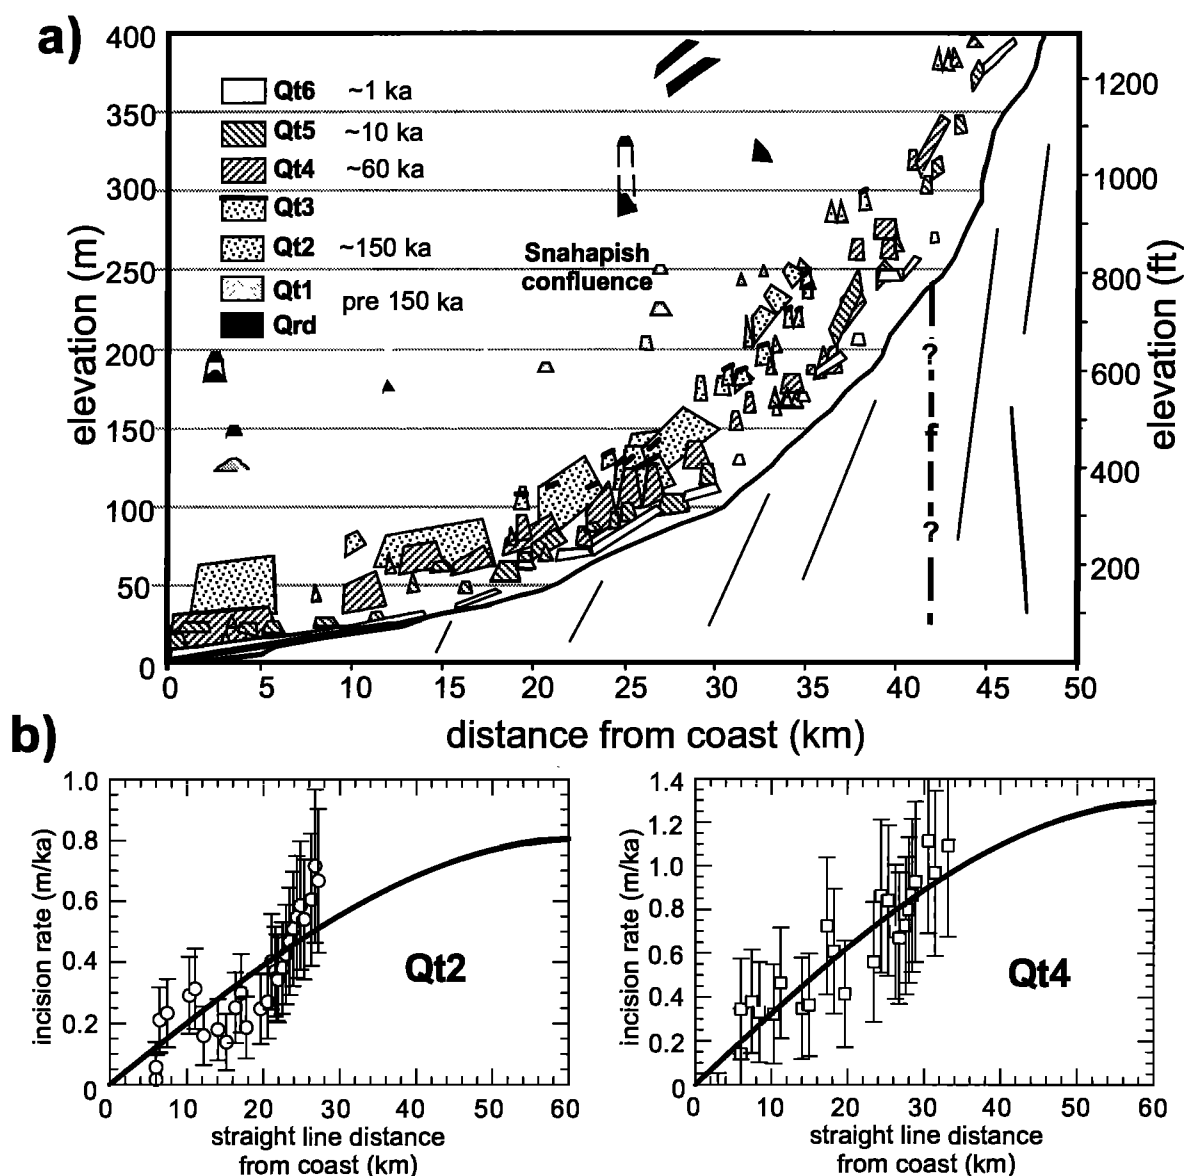 a)
400
350
300
250
200
150
100
50
0
elevation (m)
Qt6 ~1 ka
Qt5 ~10 ka
Qt4 ~60 ka
Qt3
Qt2 ~150 ka
Qt1
pre 150 ka
Qrd
Snahapish
confluence
?
f
?
1200
1000
800
600
400
200
elevation (ft)
0 5 10 15 20 25 30 35 40 45 50
distance from coast (km)
b)
1.0
0.8
0.6
0.4
0.2
0
incision rate (m/ka)
Qt2
0 10 20 30 40 50 60
straight line distance
from coast (km)
1.4
1.2
1.0
0.8
0.6
0.4
0.2
0
incision rate (m/ka)
Qt4
0 10 20 30 40 50 60
straight line distance
from coast (km)